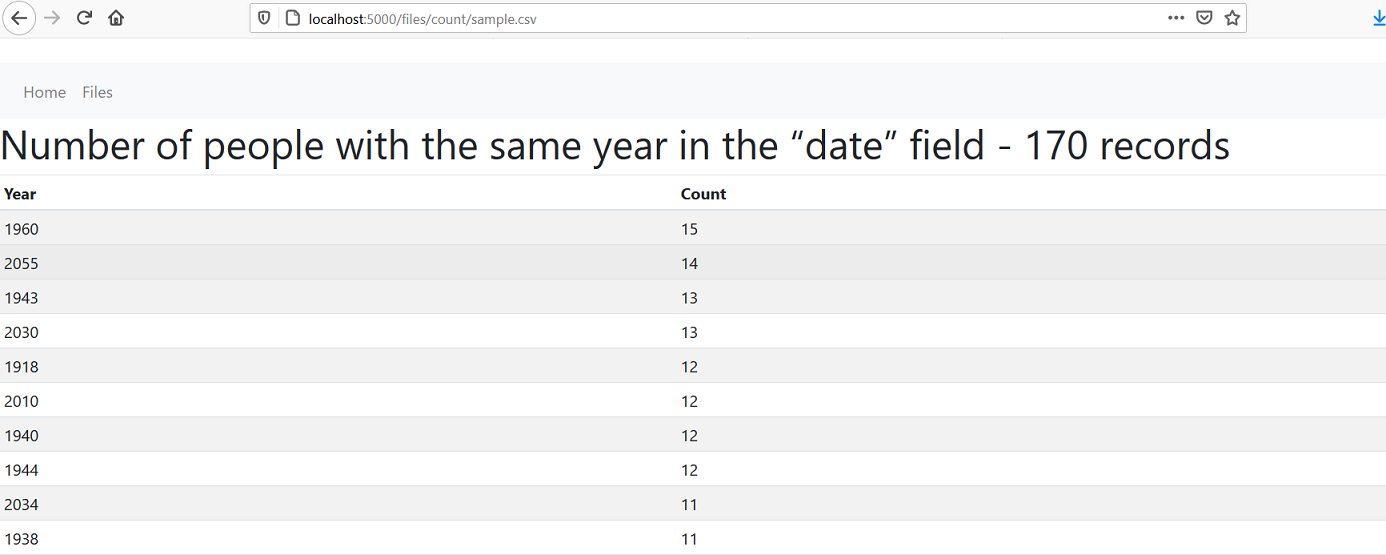 localhost:5000/files/count/sample.csv
Home Files
Number of people with the same year in the “date” field - 170 records
Year Count
1960 15
2055 14
1943 13
2030 13
1918 12
2010 12
1940 12
1944 12
2034 11
1938 11